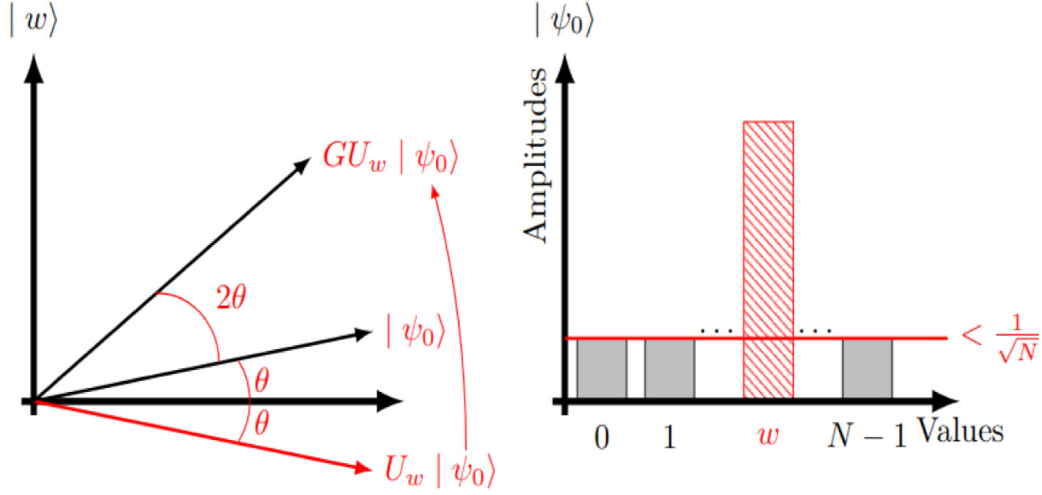 | w⟩
GU_w | ψ_0⟩
2θ
| ψ_0⟩
θ
θ
U_w | ψ_0⟩
| ψ_0⟩
Amplitudes
... ...
< 1/√N
0 1 w N − 1 Values